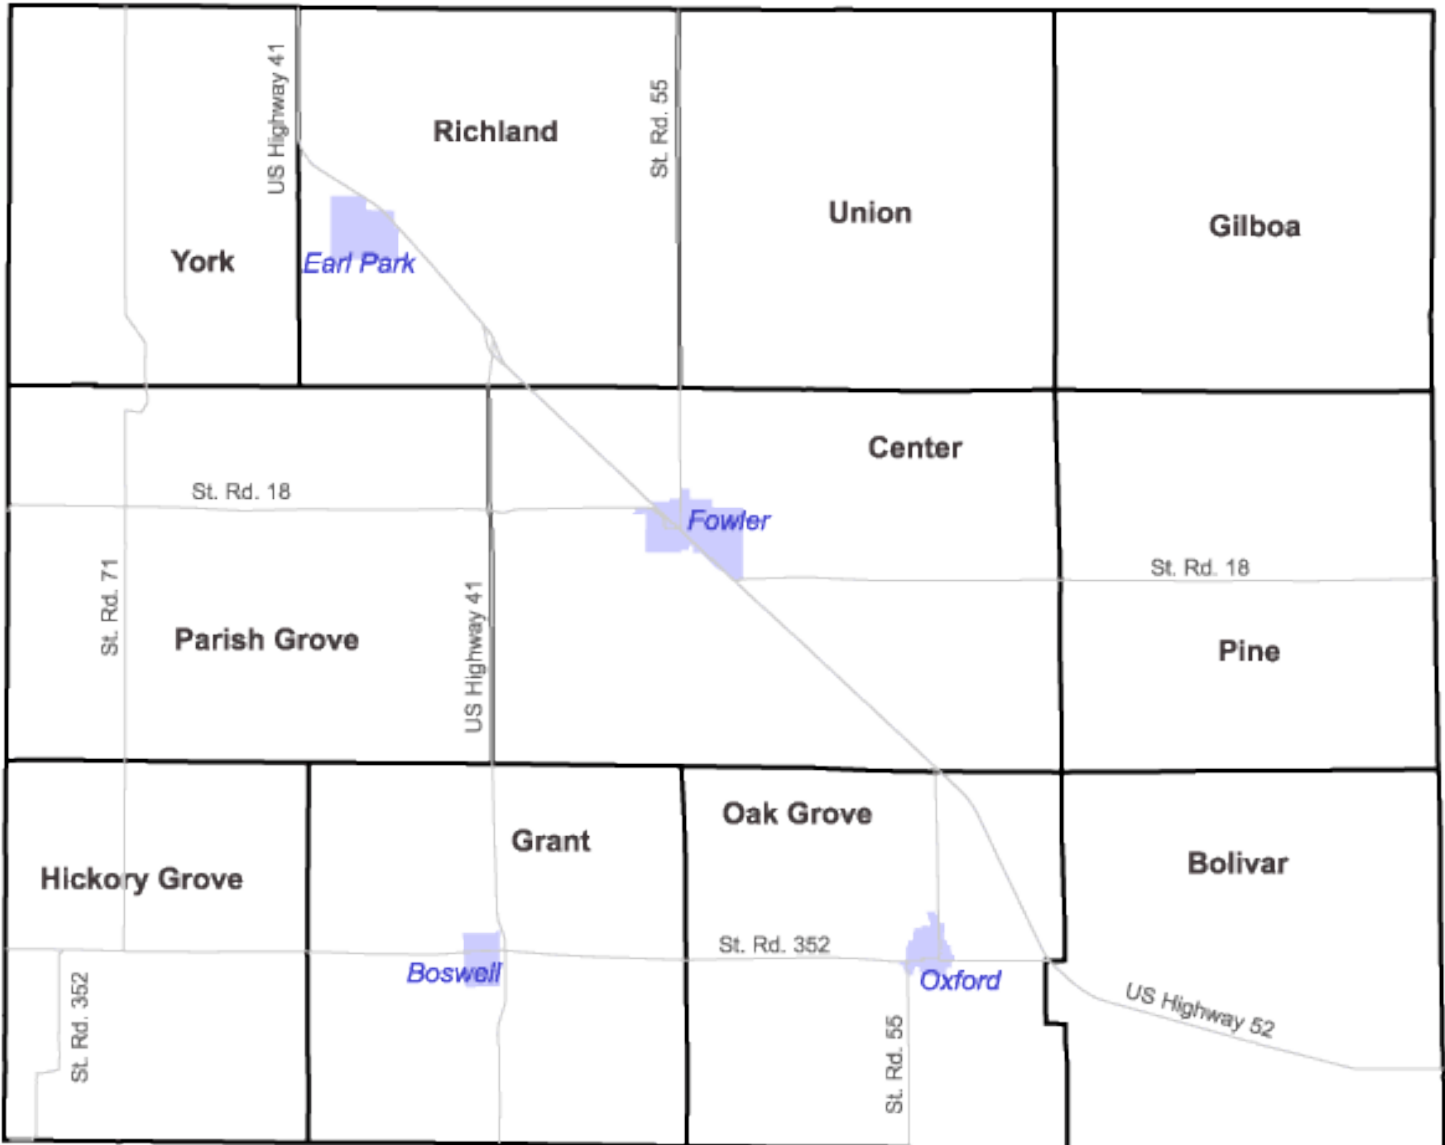 US Highway 41
Richland
St. Rd. 55
Union
Gilboa
York
Earl Park
Center
St. Rd. 18
Fowler
St. Rd. 18
St. Rd. 71
US Highway 41
Parish Grove
Pine
Oak Grove
Grant
Hickory Grove
Bolivar
St. Rd. 352
Boswell
Oxford
St. Rd. 352
US Highway 52
St. Rd. 55